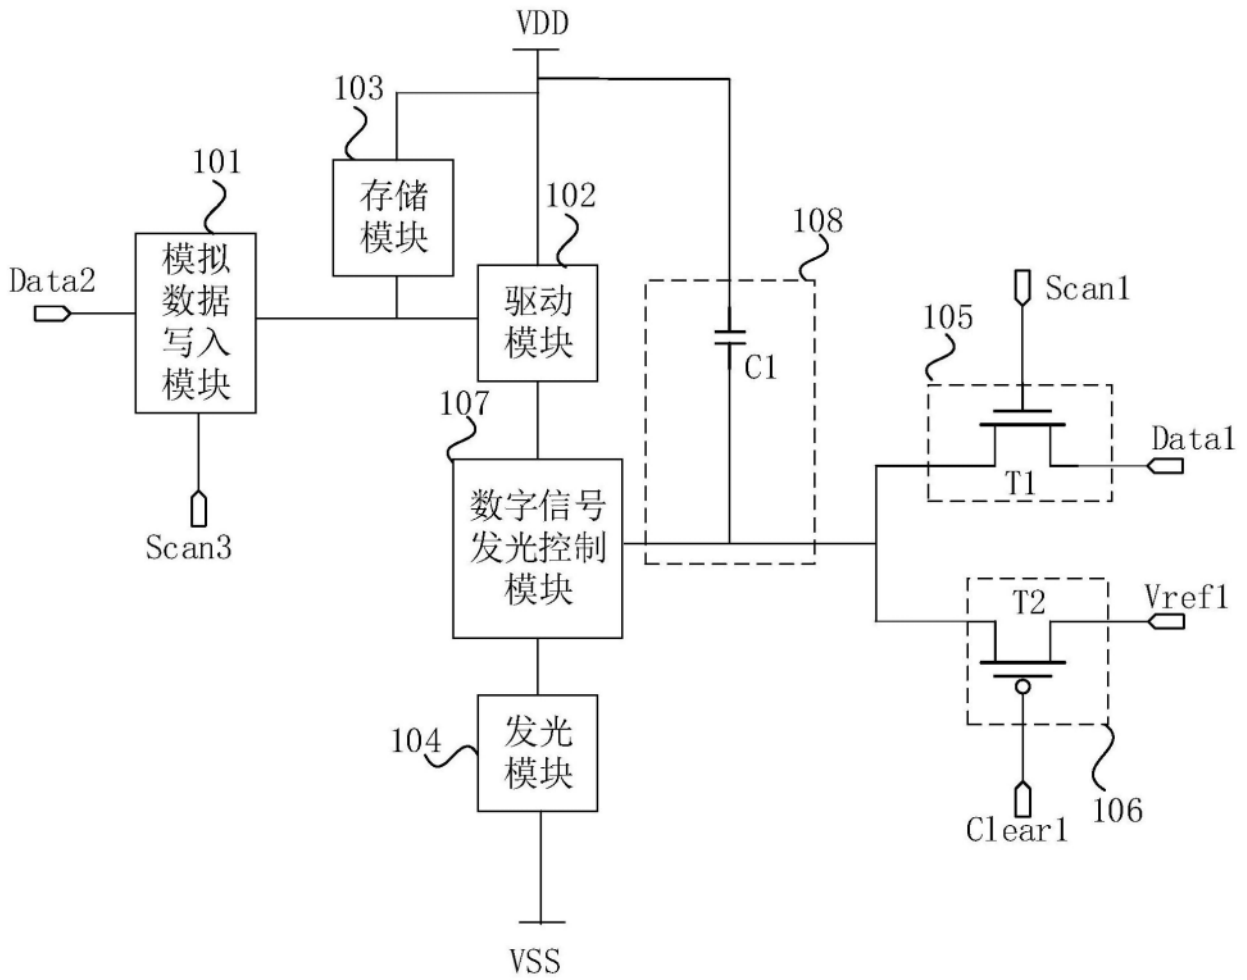 VDD
103
存储
模块
101
模拟
数据
写入
模块
Data2
Scan3
102
驱动
模块
108
C1
Scan1
105
T1
Data1
107
数字信号
发光控制
模块
T2
Vref1
106
Clear1
104
发光
模块
VSS